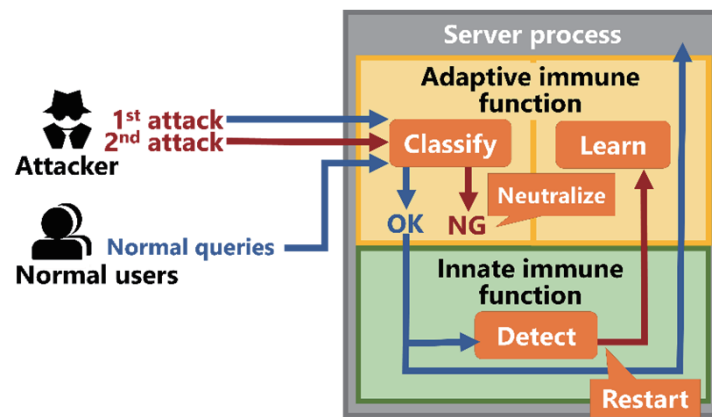 Server process
Adaptive immune
function
1st attack
2nd attack
Attacker
Classify
Learn
Neutralize
OK
NG
Normal queries
Normal users
Innate immune
function
Detect
Restart